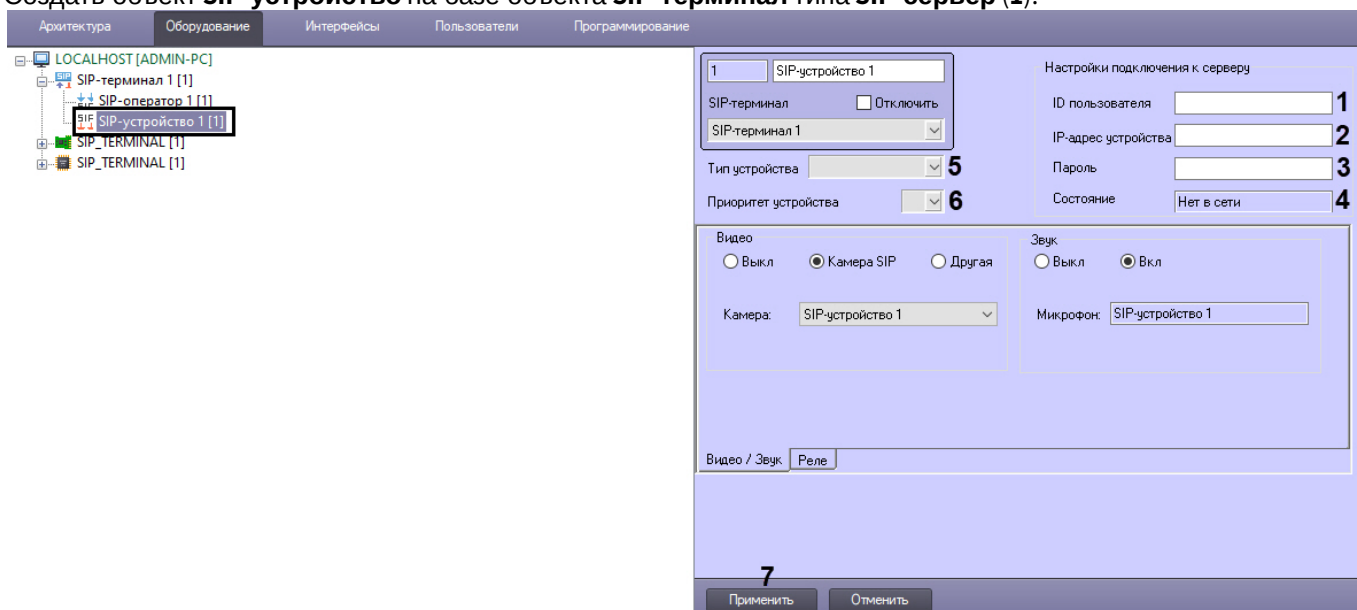 Создать объект SIP-устройство на базе объекта SIP-терминал типа SIP-сервер (1).
Архитектура Оборудование Интерфейсы Пользователи Программирование
LOCALHOST [ADMIN-PC]
SIP-терминал 1 [1]
SIP-оператор 1 [1]
SIP-устройство 1 [1]
SIP_TERMINAL [1]
SIP_TERMINAL [1]
1 SIP-устройство 1
SIP-терминал Отключить
SIP-терминал 1
Тип устройства 5
Приоритет устройства 6
Настройки подключения к серверу
ID пользователя 1
IP-адрес устройства 2
Пароль 3
Состояние Нет в сети 4
Видео
Выкл Камера SIP Другая
Камера: SIP-устройство 1
Звук
Выкл Вкл
Микрофон: SIP-устройство 1
Видео / Звук Реле
7
Применить Отменить